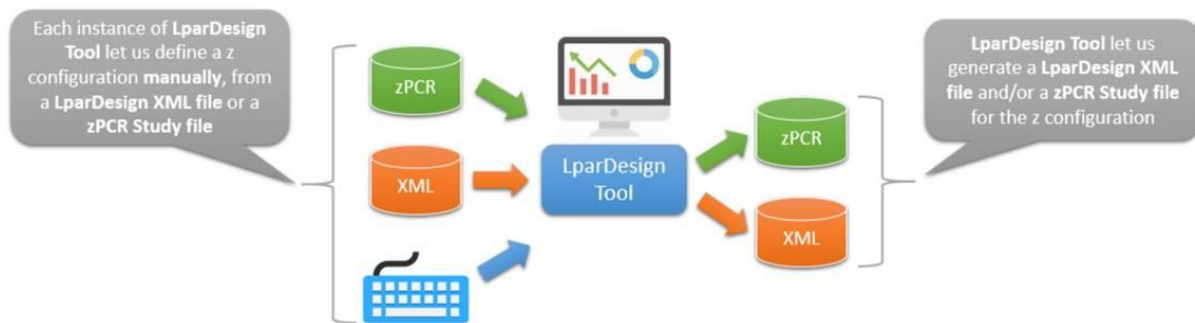 Each instance of LparDesign
Tool let us define a z
configuration manually, from
a LparDesign XML file or a
zPCR Study file
zPCR
XML
LparDesign
Tool
zPCR
XML
LparDesign Tool let us
generate a LparDesign XML
file and/or a zPCR Study file
for the z configuration